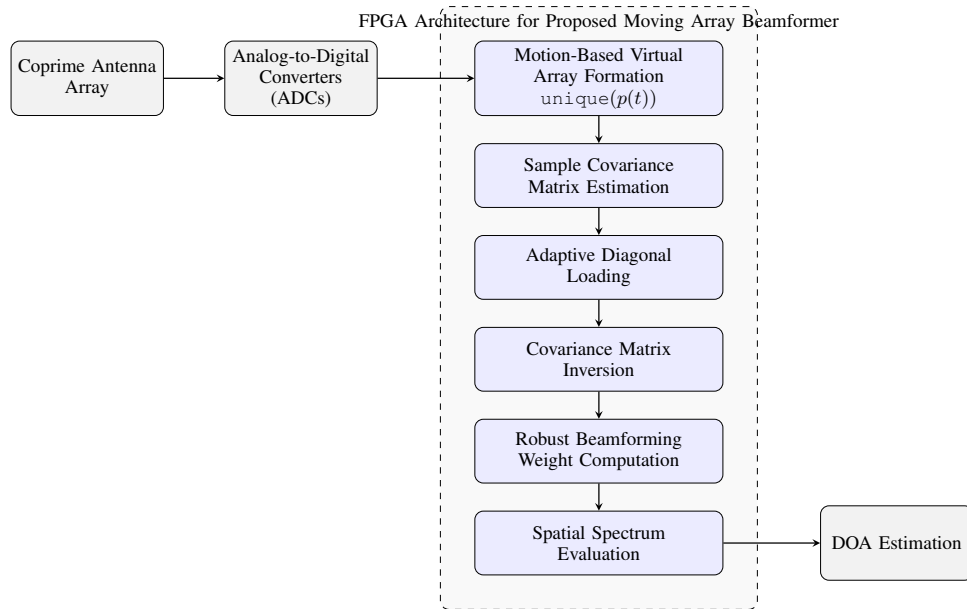 FPGA Architecture for Proposed Moving Array Beamformer
Coprime Antenna
Array
Analog-to-Digital
Converters
(ADCs)
Motion-Based Virtual
Array Formation
unique(p(t))
Sample Covariance
Matrix Estimation
Adaptive Diagonal
Loading
Covariance Matrix
Inversion
Robust Beamforming
Weight Computation
Spatial Spectrum
Evaluation
DOA Estimation